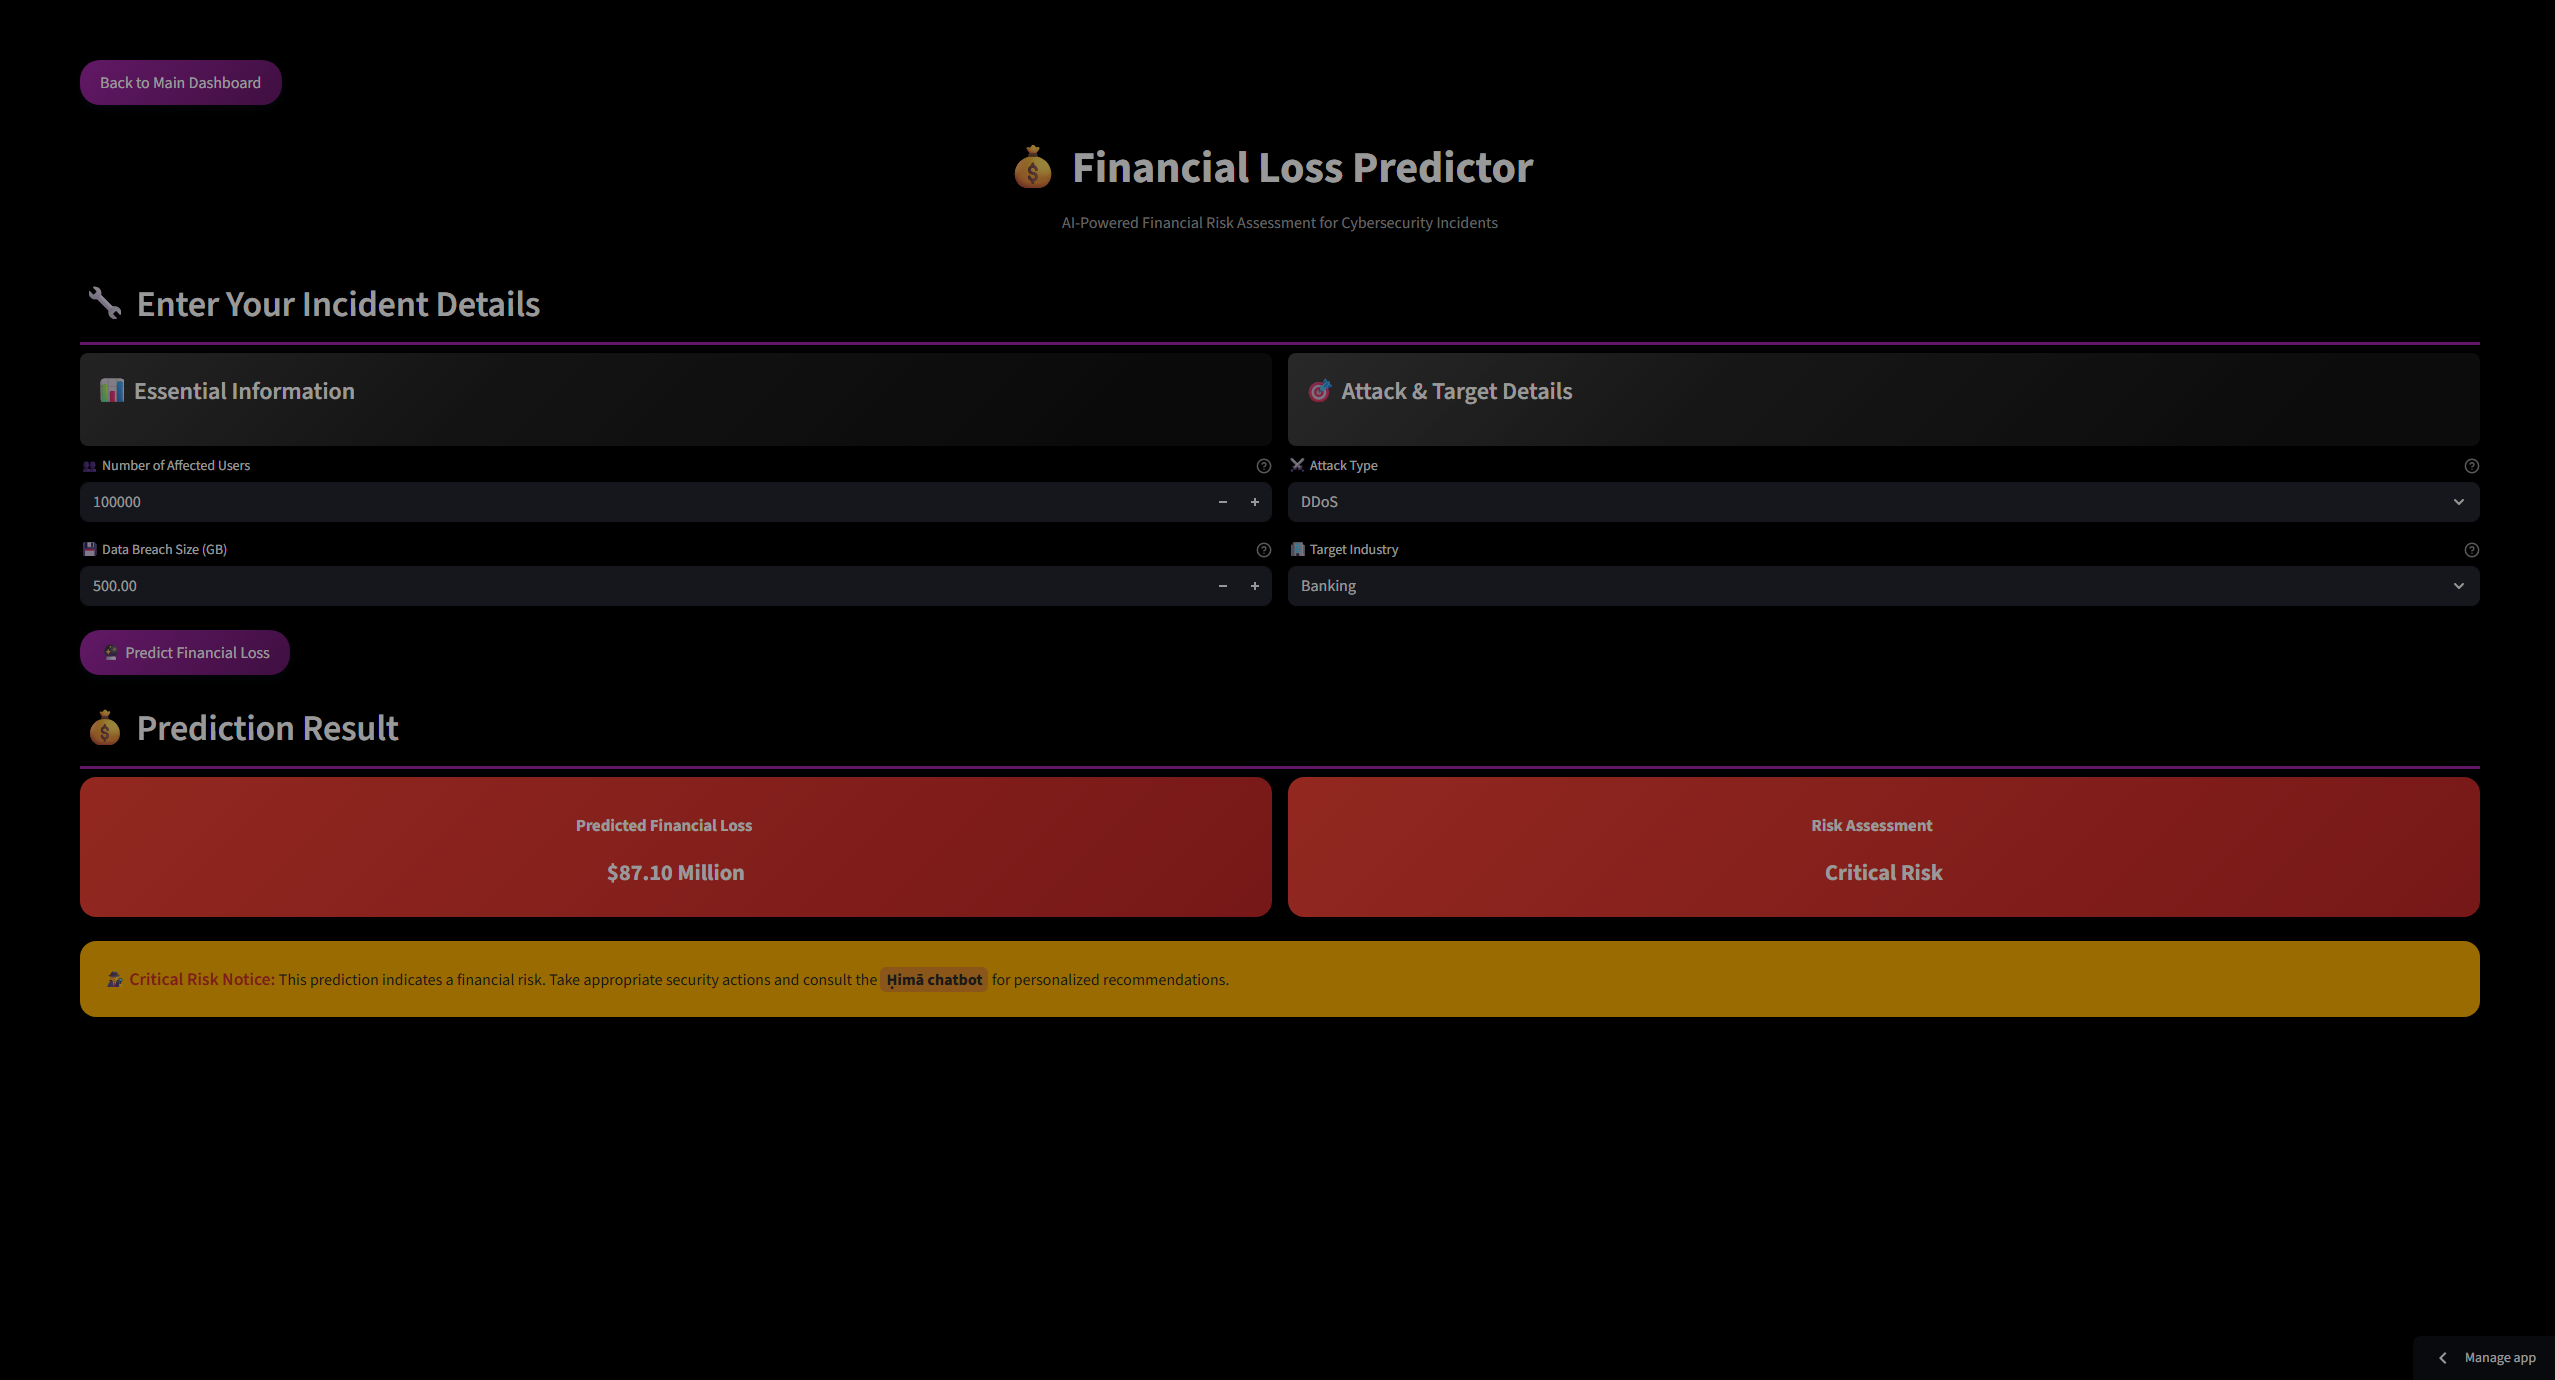 Back to Main Dashboard
Financial Loss Predictor
AI-Powered Financial Risk Assessment for Cybersecurity Incidents
Enter Your Incident Details
Essential Information
Attack & Target Details
Number of Affected Users
Attack Type
100000
DDoS
Data Breach Size (GB)
Target Industry
500.00
Banking
Predict Financial Loss
Prediction Result
Predicted Financial Loss
$87.10 Million
Risk Assessment
Critical Risk
Critical Risk Notice: This prediction indicates a financial risk. Take appropriate security actions and consult the Ḥimā chatbot for personalized recommendations.
Manage app